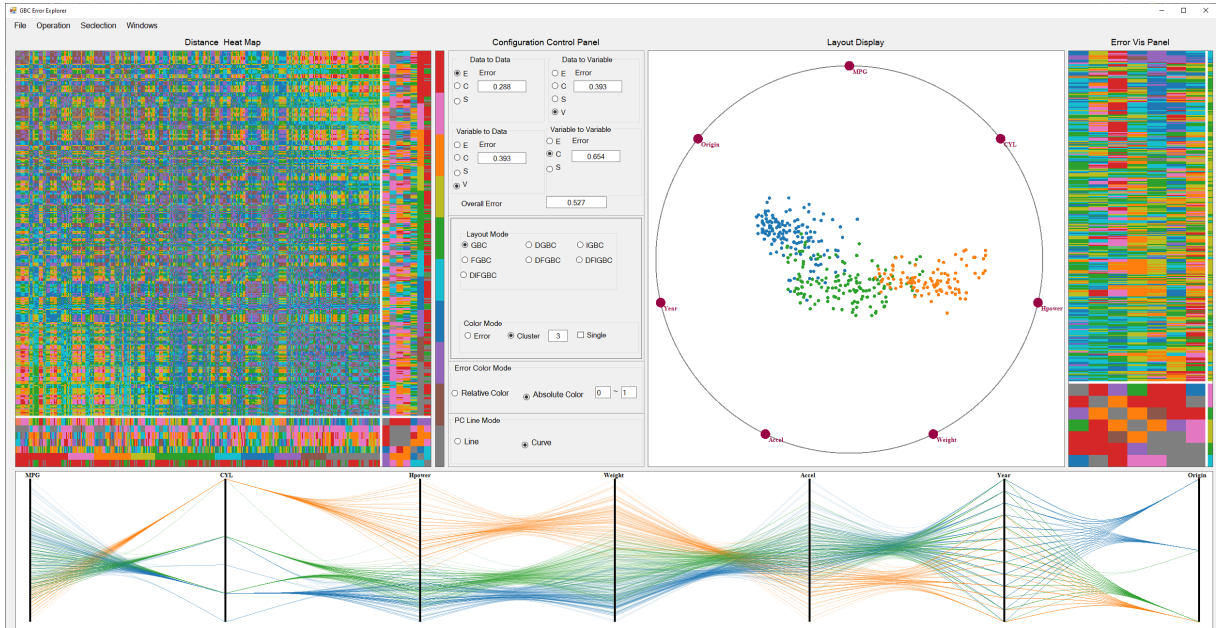 GBC Error Explorer
File Operation Seclection Windows
Distance Heat Map
Configuration Control Panel
Layout Display
Error Vis Panel
Data to Data
E Error
C 0.288
S
Data to Variable
E Error
C 0.393
S
V
Variable to Data
E Error
C 0.393
S
V
Variable to Variable
E Error
C 0.654
S
Overall Error 0.527
Layout Mode
GBC DGBC IGBC
FGBC DFGBC DFIGBC
DIFGBC
Color Mode
Error Cluster 3 Single
Error Color Mode
Relative Color Absolute Color 0 ~ 1
PC Line Mode
Line Curve
MPG
Origin
CYL
Year
Hpower
Accel
Weight
MPG CYL Hpower Weight Accel Year Origin